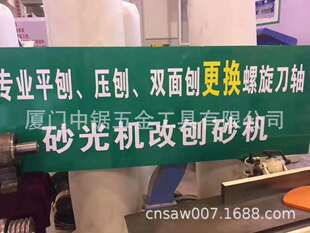 专业平刨、压刨、双面刨更换螺旋刀轴
厦门中锯五金工具有限公司
砂光机改刨砂机
cnsaw007.1688.com